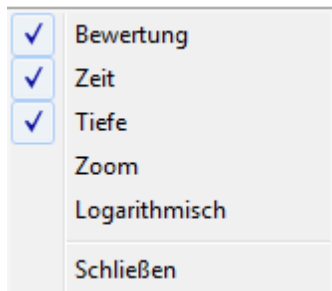 Bewertung
Zeit
Tiefe
Zoom
Logarithmisch
Schließen